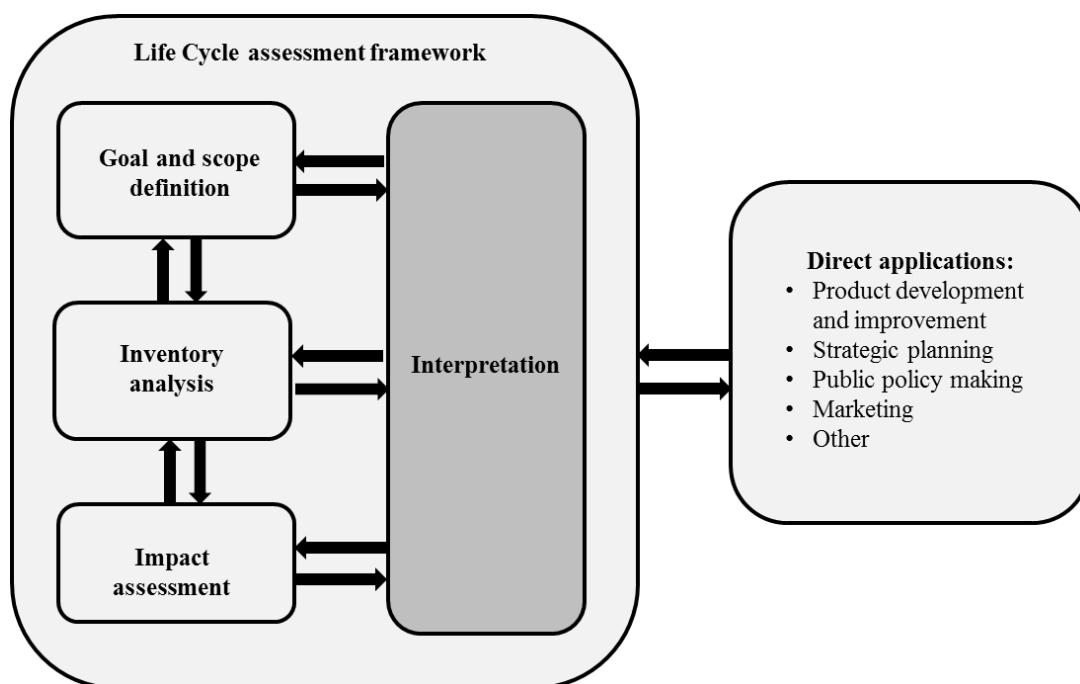 Life Cycle assessment framework
Goal and scope
definition
Inventory
analysis
Impact
assessment
Interpretation
Direct applications:
• Product development
and improvement
• Strategic planning
• Public policy making
• Marketing
• Other